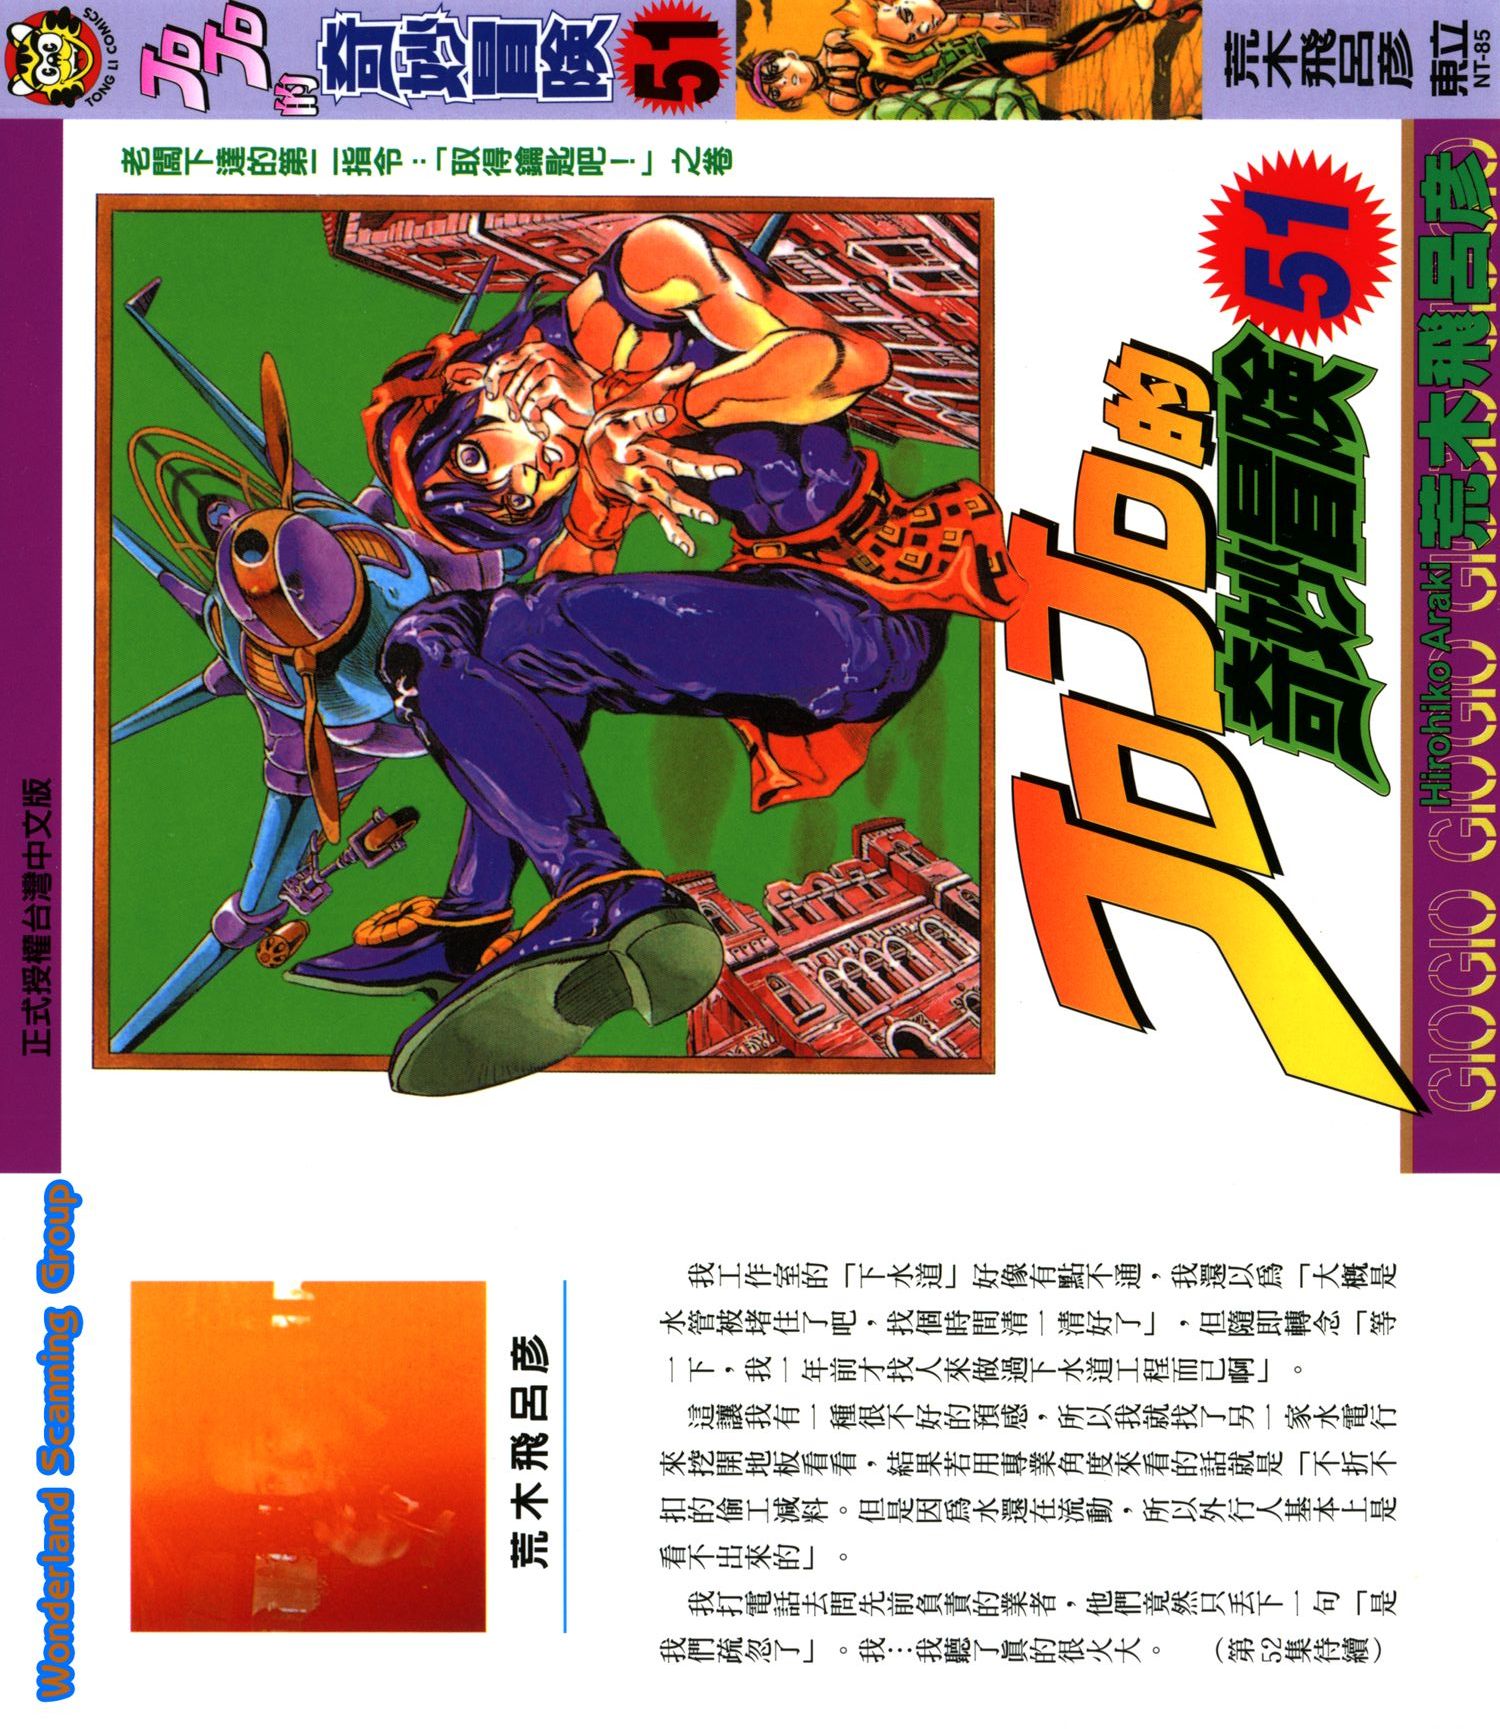 TONG LI COMICS
JOJO的
奇妙冒險
51
荒木飛呂彥
東立
NT-85
老闆下達的第二指令：「取得鑰匙吧！」之卷
51
JOJO的
奇妙冒險
荒木飛呂彥
Hirohiko Araki
GIOGIO GIOGIO GIOGIO
正式授權台灣中文版
Wonderland Scanning Group
荒木飛呂彥
我工作室的「下水道」好像有點不通，我還以為「大概是
水管被堵住了吧，找個時間清一清好了」，但隨即轉念「等
一下，我一年前才找人來做過下水道工程而已啊」。
這讓我有一種很不好的預感，所以我就找了另一家水電行
來挖開地板看看，結果若用專業角度來看的話就是「不折不
扣的偷工減料。但是因為水還在流動，所以外行人基本上是
看不出來的」。
我打電話去問先前負責的業者，他們竟然只丟下一句「是
我們疏忽了」。我…我聽了真的很火大。 （第52集待續）